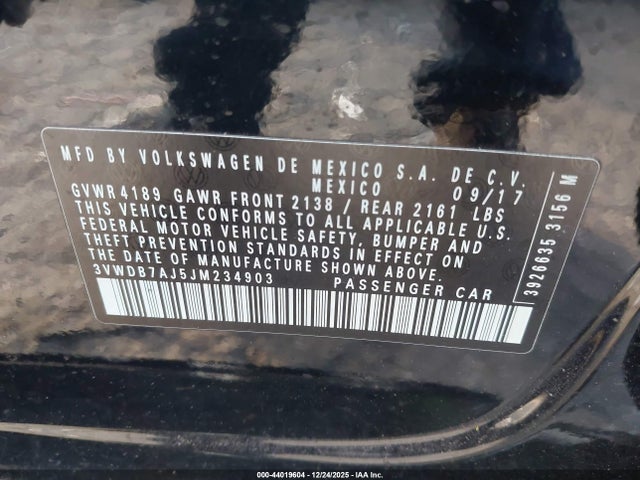 MFD BY VOLKSWAGEN DE MEXICO S.A. DE C.V.
MEXICO 09/17
GVWR 4189 GAWR FRONT 2138 / REAR 2161 LBS
THIS VEHICLE CONFORMS TO ALL APPLICABLE U.S.
FEDERAL MOTOR VEHICLE SAFETY, BUMPER AND
THEFT PREVENTION STANDARDS IN EFFECT ON
THE DATE OF MANUFACTURE SHOWN ABOVE.
3VWDB7AJ5JM234903 PASSENGER CAR
3926635 3156 M
000-44019604 - 12/24/2025 - IAA Inc.